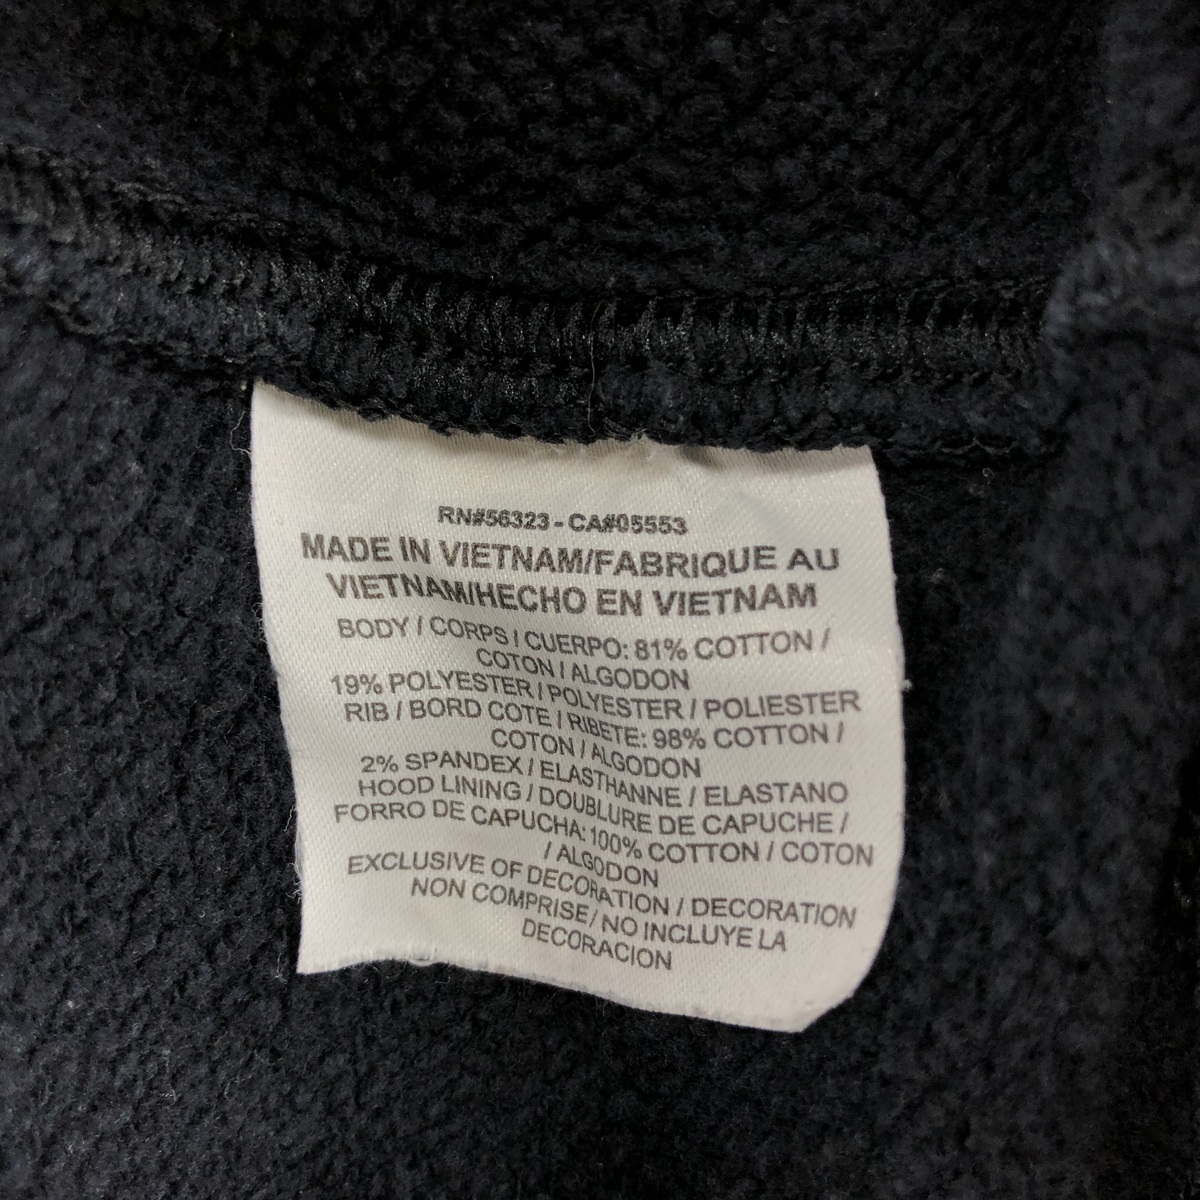 RN#56323 - CA#05553
MADE IN VIETNAM/FABRIQUE AU
VIETNAM/HECHO EN VIETNAM
BODY / CORPS / CUERPO: 81% COTTON /
COTON / ALGODON
19% POLYESTER / POLYESTER / POLIESTER
RIB / BORD COTE / RIBETE: 98% COTTON /
COTON / ALGODON
2% SPANDEX / ELASTHANNE / ELASTANO
HOOD LINING / DOUBLURE DE CAPUCHE /
FORRO DE CAPUCHA: 100% COTTON / COTON
/ ALGODON
EXCLUSIVE OF DECORATION / DECORATION
NON COMPRISE / NO INCLUYE LA
DECORACION